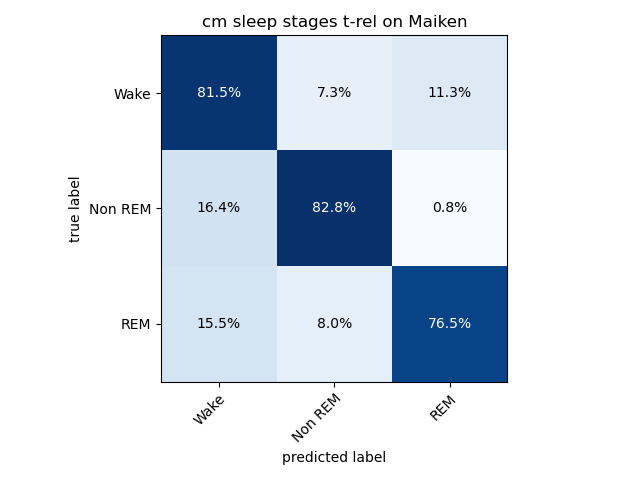 cm sleep stages t-rel on Maiken
true label
Wake 81.5% 7.3% 11.3%
Non REM 16.4% 82.8% 0.8%
REM 15.5% 8.0% 76.5%
Wake Non REM REM
predicted label